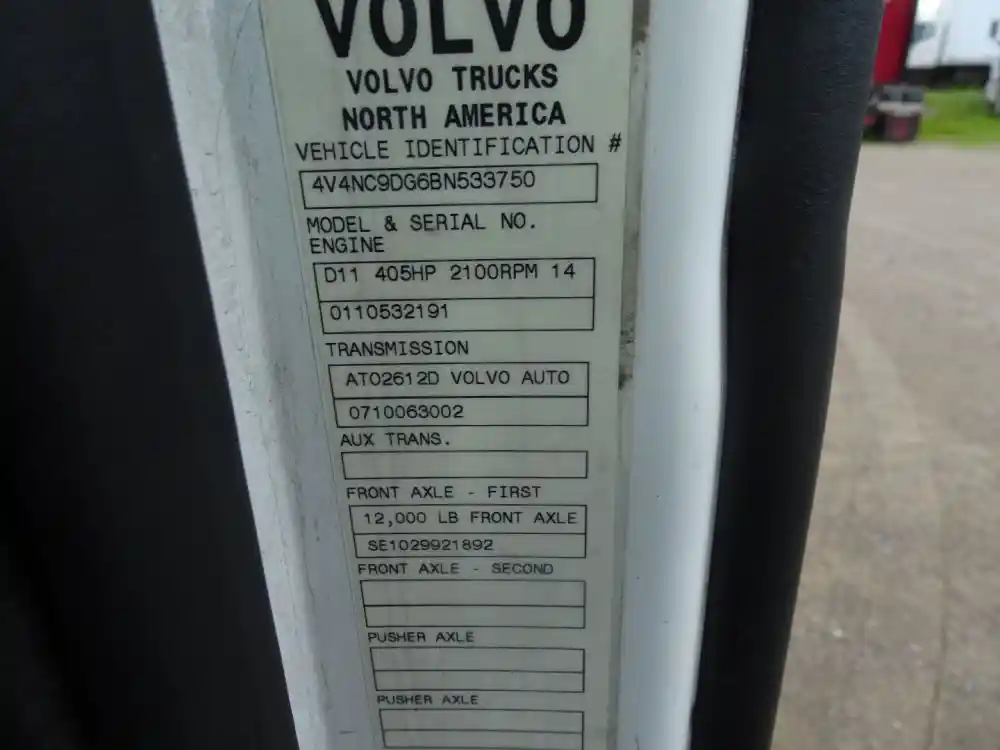 VOLVO
VOLVO TRUCKS
NORTH AMERICA
VEHICLE IDENTIFICATION #
4V4NC9DG6BN533750
MODEL & SERIAL NO.
ENGINE
D11 405HP 2100RPM 14
0110532191
TRANSMISSION
ATO2612D VOLVO AUTO
0710063002
AUX TRANS.
FRONT AXLE - FIRST
12,000 LB FRONT AXLE
SE1029921892
FRONT AXLE - SECOND
PUSHER AXLE
PUSHER AXLE